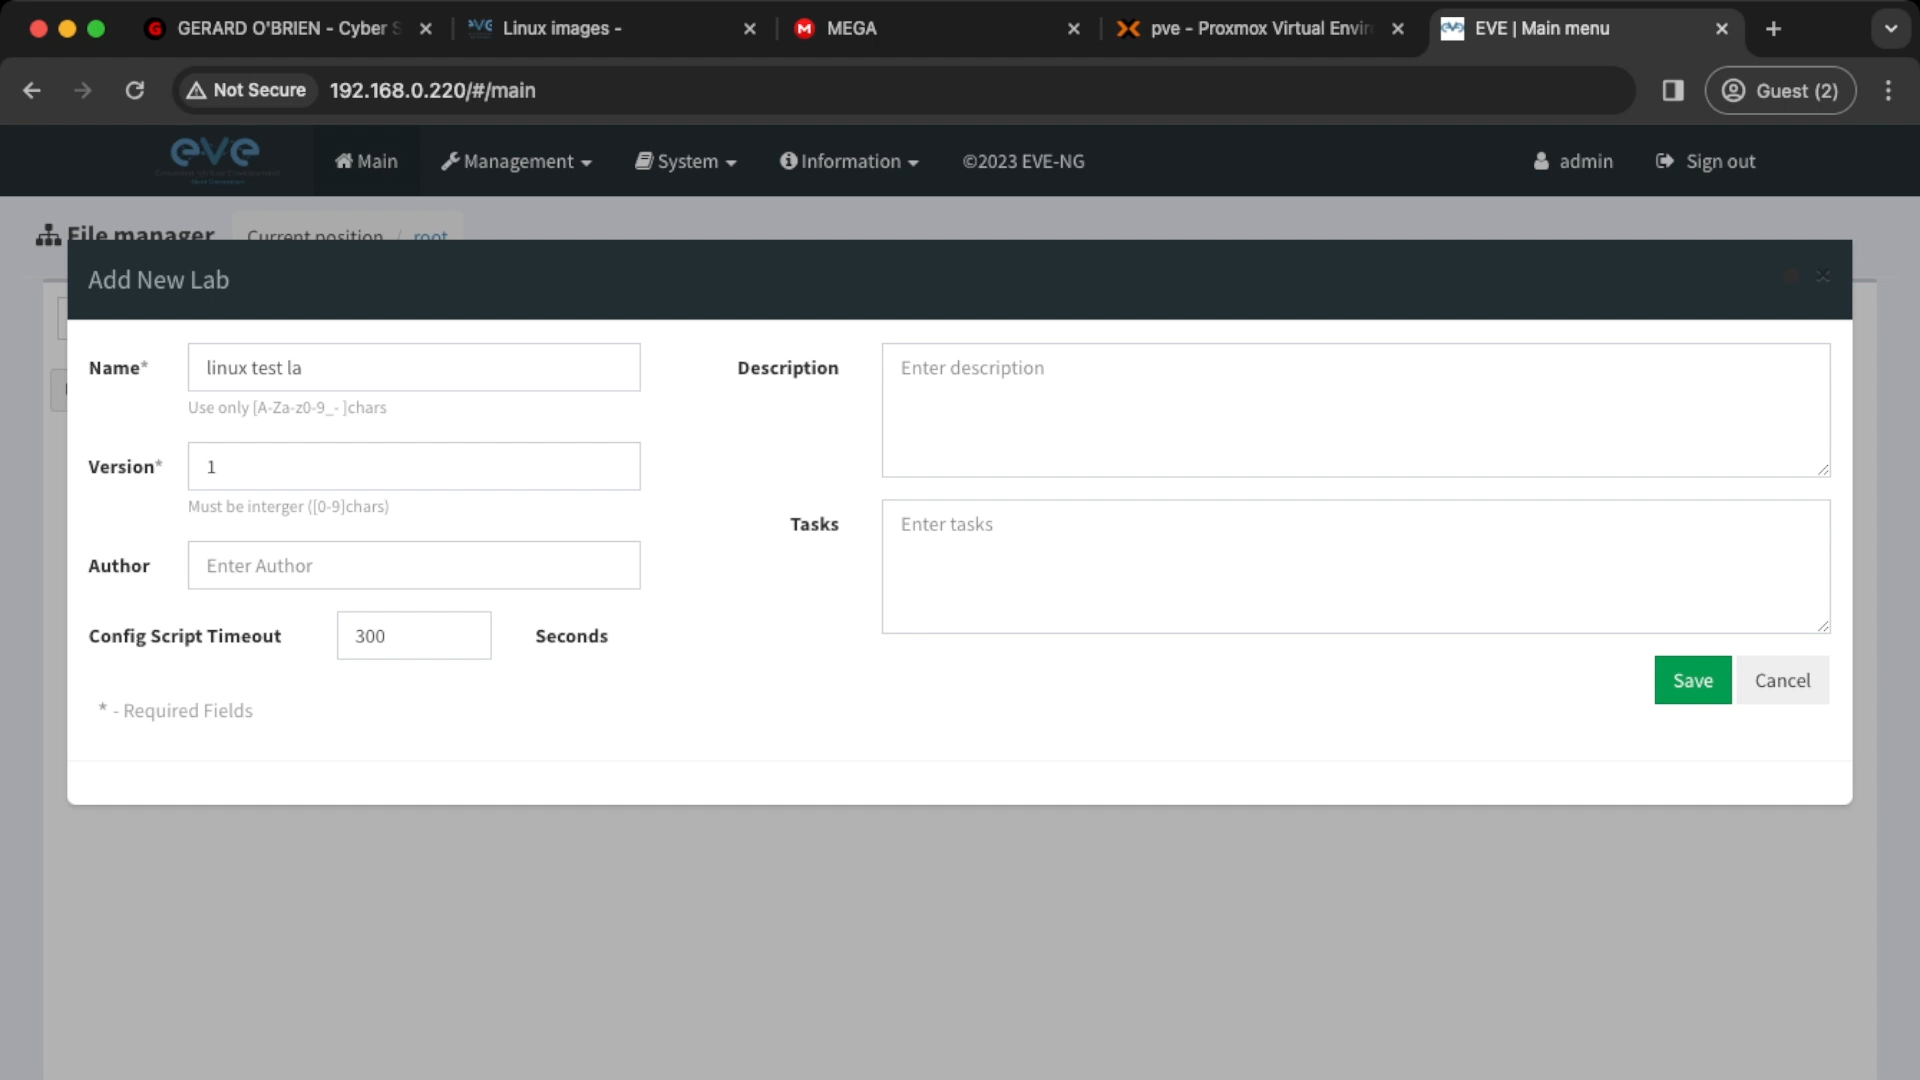 GERARD O'BRIEN - Cyber S
Linux images -
MEGA
pve - Proxmox Virtual Envir
EVE | Main menu
Not Secure
192.168.0.220/#/main
Guest (2)
eve
Main
Management
System
Information
©2023 EVE-NG
admin
Sign out
File manager
Current position / root
Add New Lab
Name*
linux test la
Use only [A-Za-z0-9_- ]chars
Version*
1
Must be interger ([0-9]chars)
Author
Enter Author
Config Script Timeout
300
Seconds
* - Required Fields
Description
Enter description
Tasks
Enter tasks
Save
Cancel